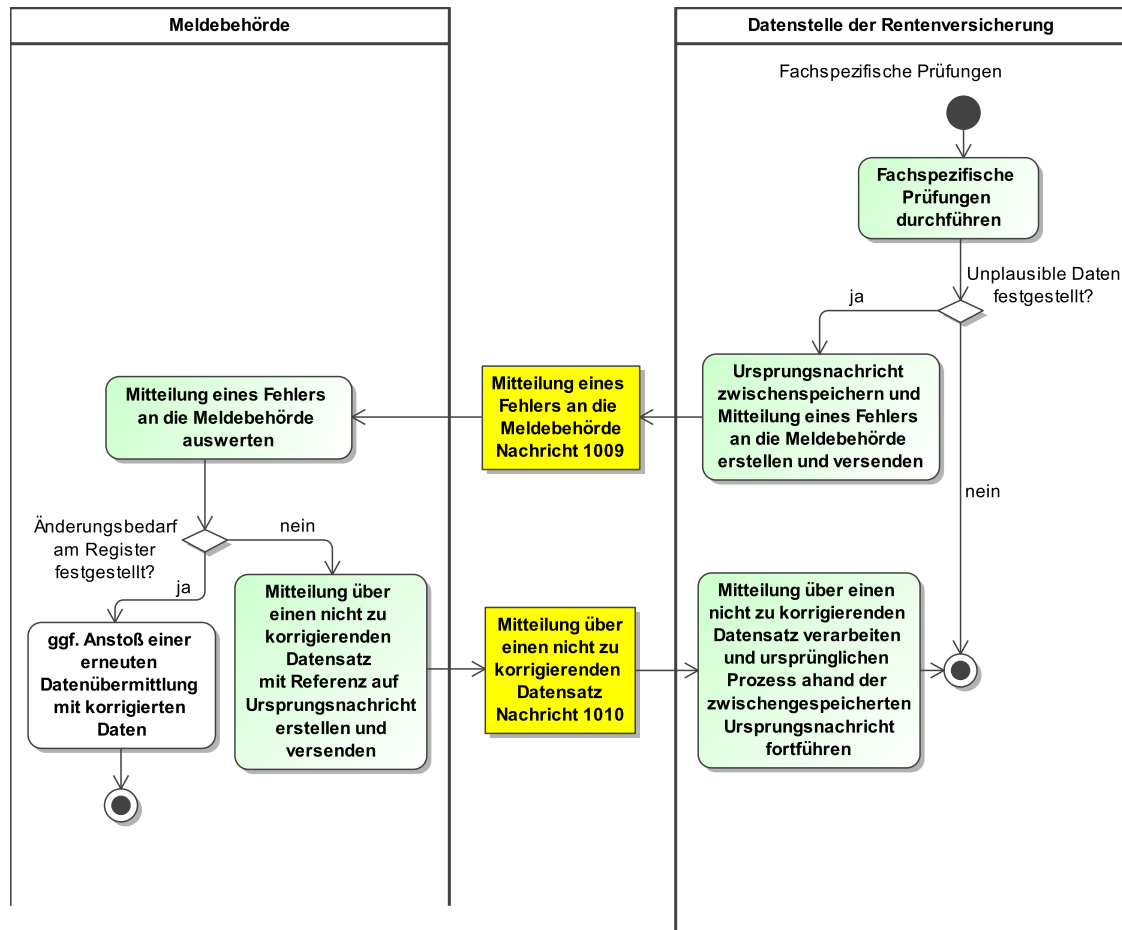 Meldebehörde
Datenstelle der Rentenversicherung
Fachspezifische Prüfungen
Fachspezifische
Prüfungen
durchführen
Unplausible Daten
festgestellt?
ja
nein
Ursprungsnachricht
zwischenspeichern und
Mitteilung eines Fehlers
an die Meldebehörde
erstellen und versenden
Mitteilung eines
Fehlers an die
Meldebehörde
Nachricht 1009
Mitteilung eines Fehlers
an die Meldebehörde
auswerten
Änderungsbedarf
am Register
festgestellt?
nein
ja
ggf. Anstoß einer
erneuten
Datenübermittlung
mit korrigierten
Daten
Mitteilung über
einen nicht zu
korrigierenden
Datensatz
mit Referenz auf
Ursprungsnachricht
erstellen und
versenden
Mitteilung über
einen nicht zu
korrigierenden
Datensatz
Nachricht 1010
Mitteilung über einen
nicht zu korrigierenden
Datensatz verarbeiten
und ursprünglichen
Prozess ahand der
zwischengespeicherten
Ursprungsnachricht
fortführen